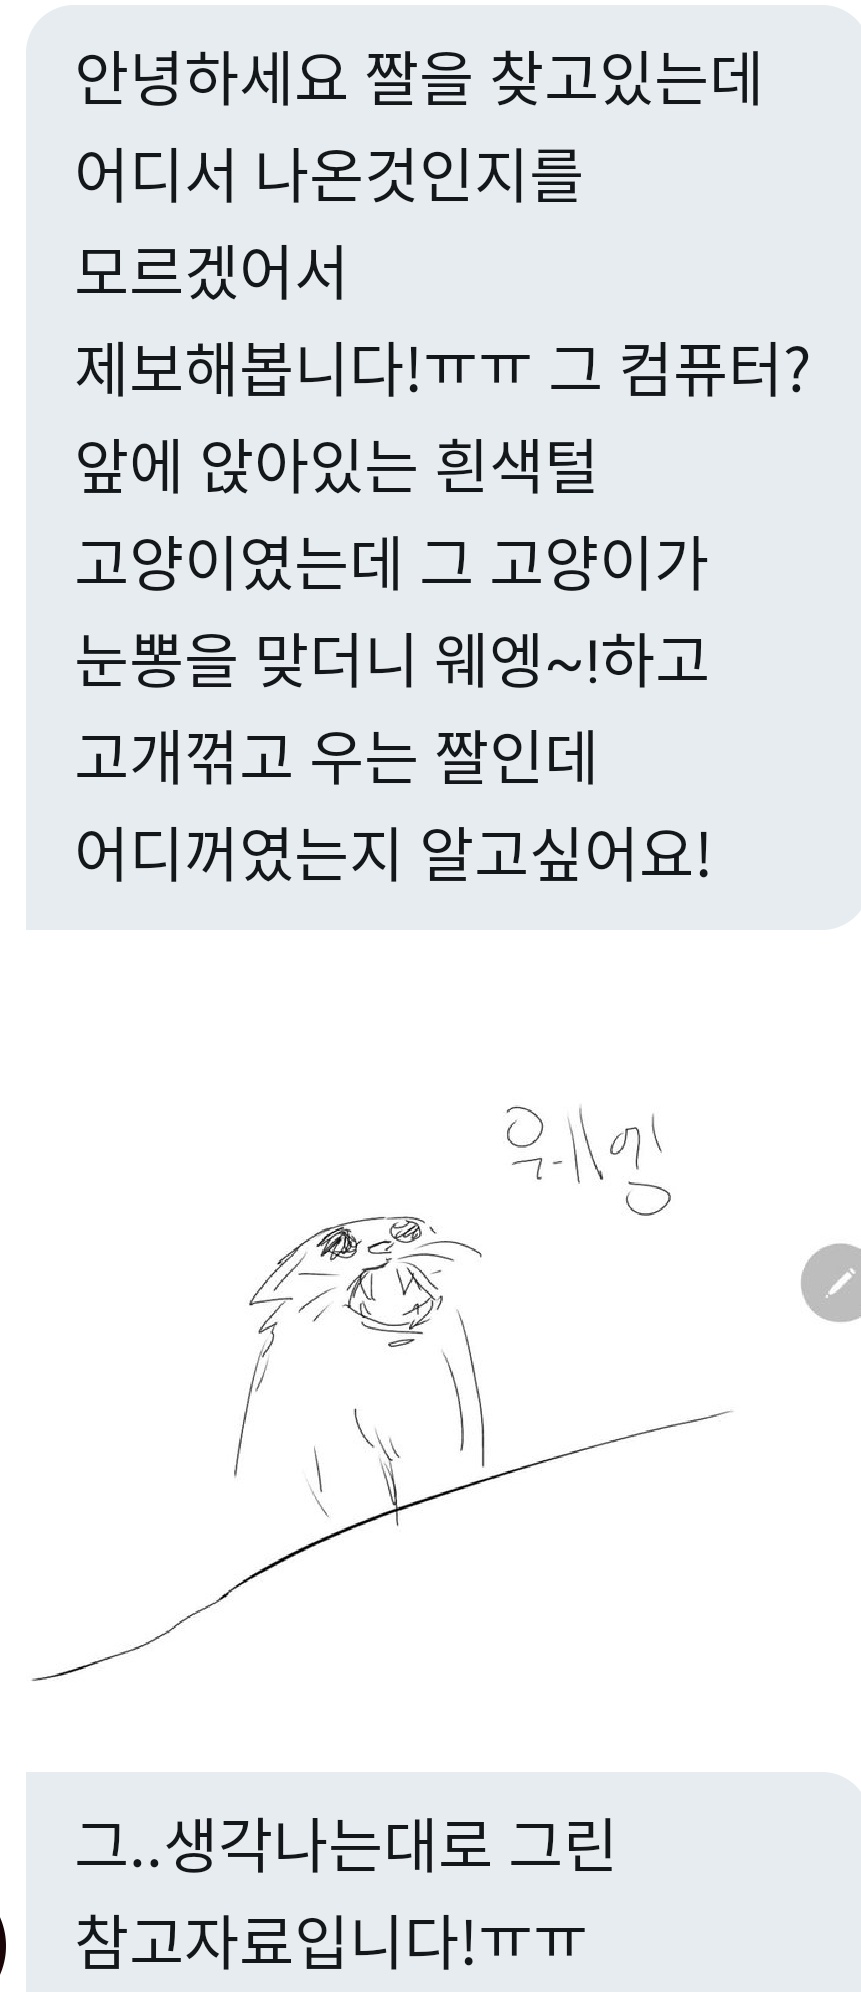 안녕하세요 짤을 찾고있는데
어디서 나온것인지를
모르겠어서
제보해봅니다!ㅠㅠ 그 컴퓨터?
앞에 앉아있는 흰색털
고양이였는데 그 고양이가
눈뽕을 맞더니 웨엥~!하고
고개꺾고 우는 짤인데
어디꺼였는지 알고싶어요!
우ㅔ엥
그..생각나는대로 그린
참고자료입니다!ㅠㅠ